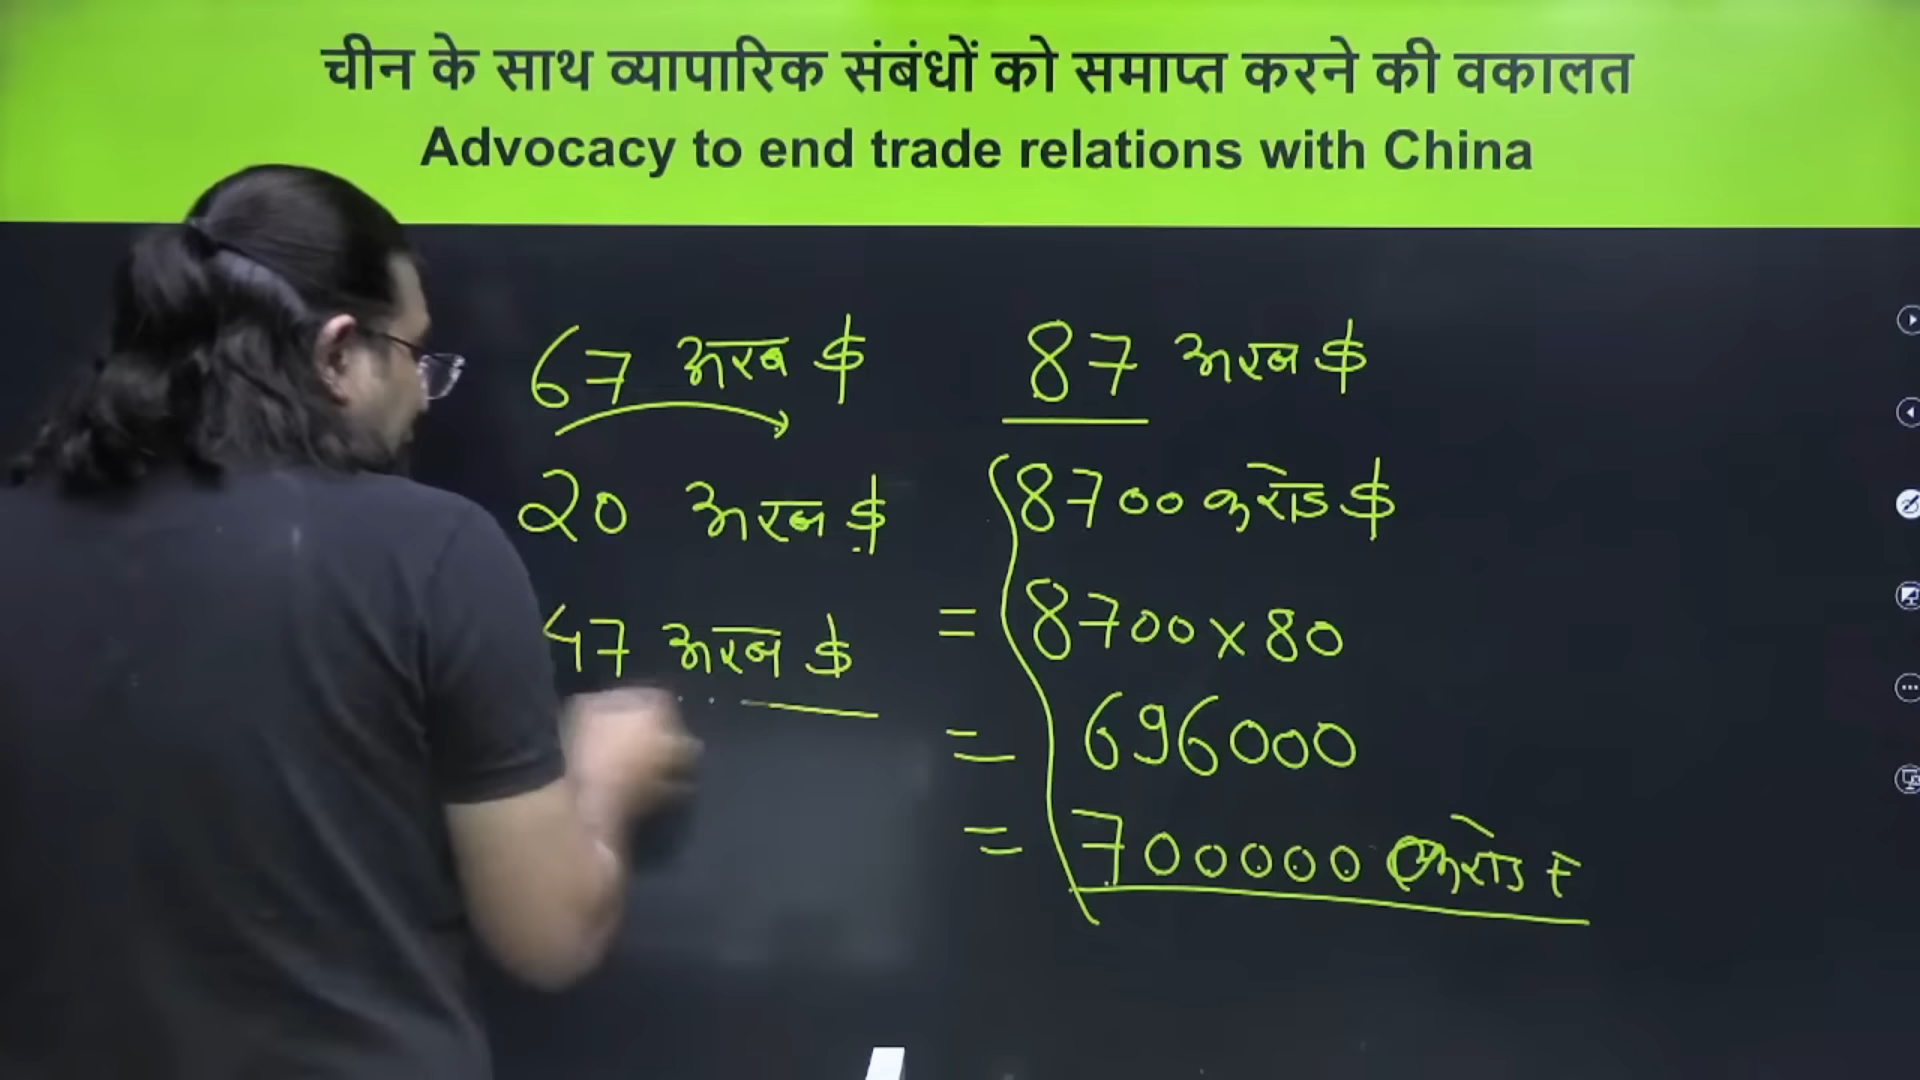 चीन के साथ व्यापारिक संबंधों को समाप्त करने की वकालत
Advocacy to end trade relations with China
67 अरब $
20 अरब $
47 अरब $
87 अरब $
8700 करोड $
= 8700 x 80
= 696000
= 700000 करोड ₹